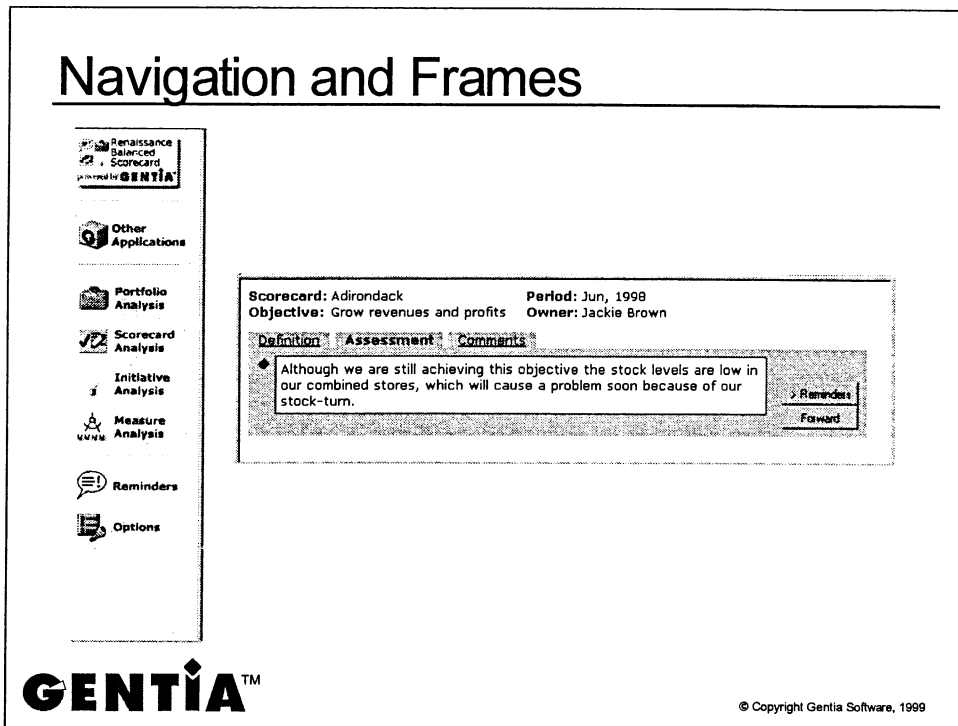 Navigation and Frames
Renaissance
Balanced
Scorecard
powered by GENTIA
Other
Applications
Portfolio
Analysis
Scorecard
Analysis
Initiative
Analysis
Measure
Analysis
Reminders
Options
Scorecard: Adirondack Period: Jun, 1998
Objective: Grow revenues and profits Owner: Jackie Brown
Definition Assessment Comments
Although we are still achieving this objective the stock levels are low in
our combined stores, which will cause a problem soon because of our
stock-turn.
> Reminders
Forward
GENTIA™
© Copyright Gentia Software, 1999